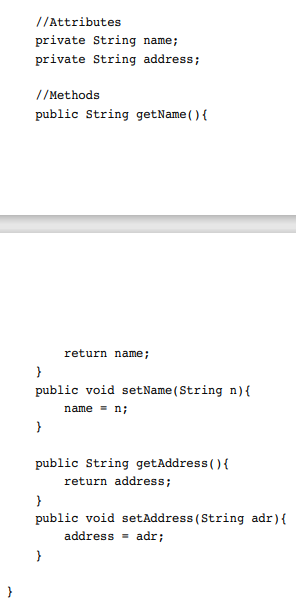 //Attributes
private String name;
private String address;
//Methods
public String getName(){
return name;
}
public void setName(String n){
name = n;
}
public String getAddress(){
return address;
}
public void setAddress(String adr){
address = adr;
}
}